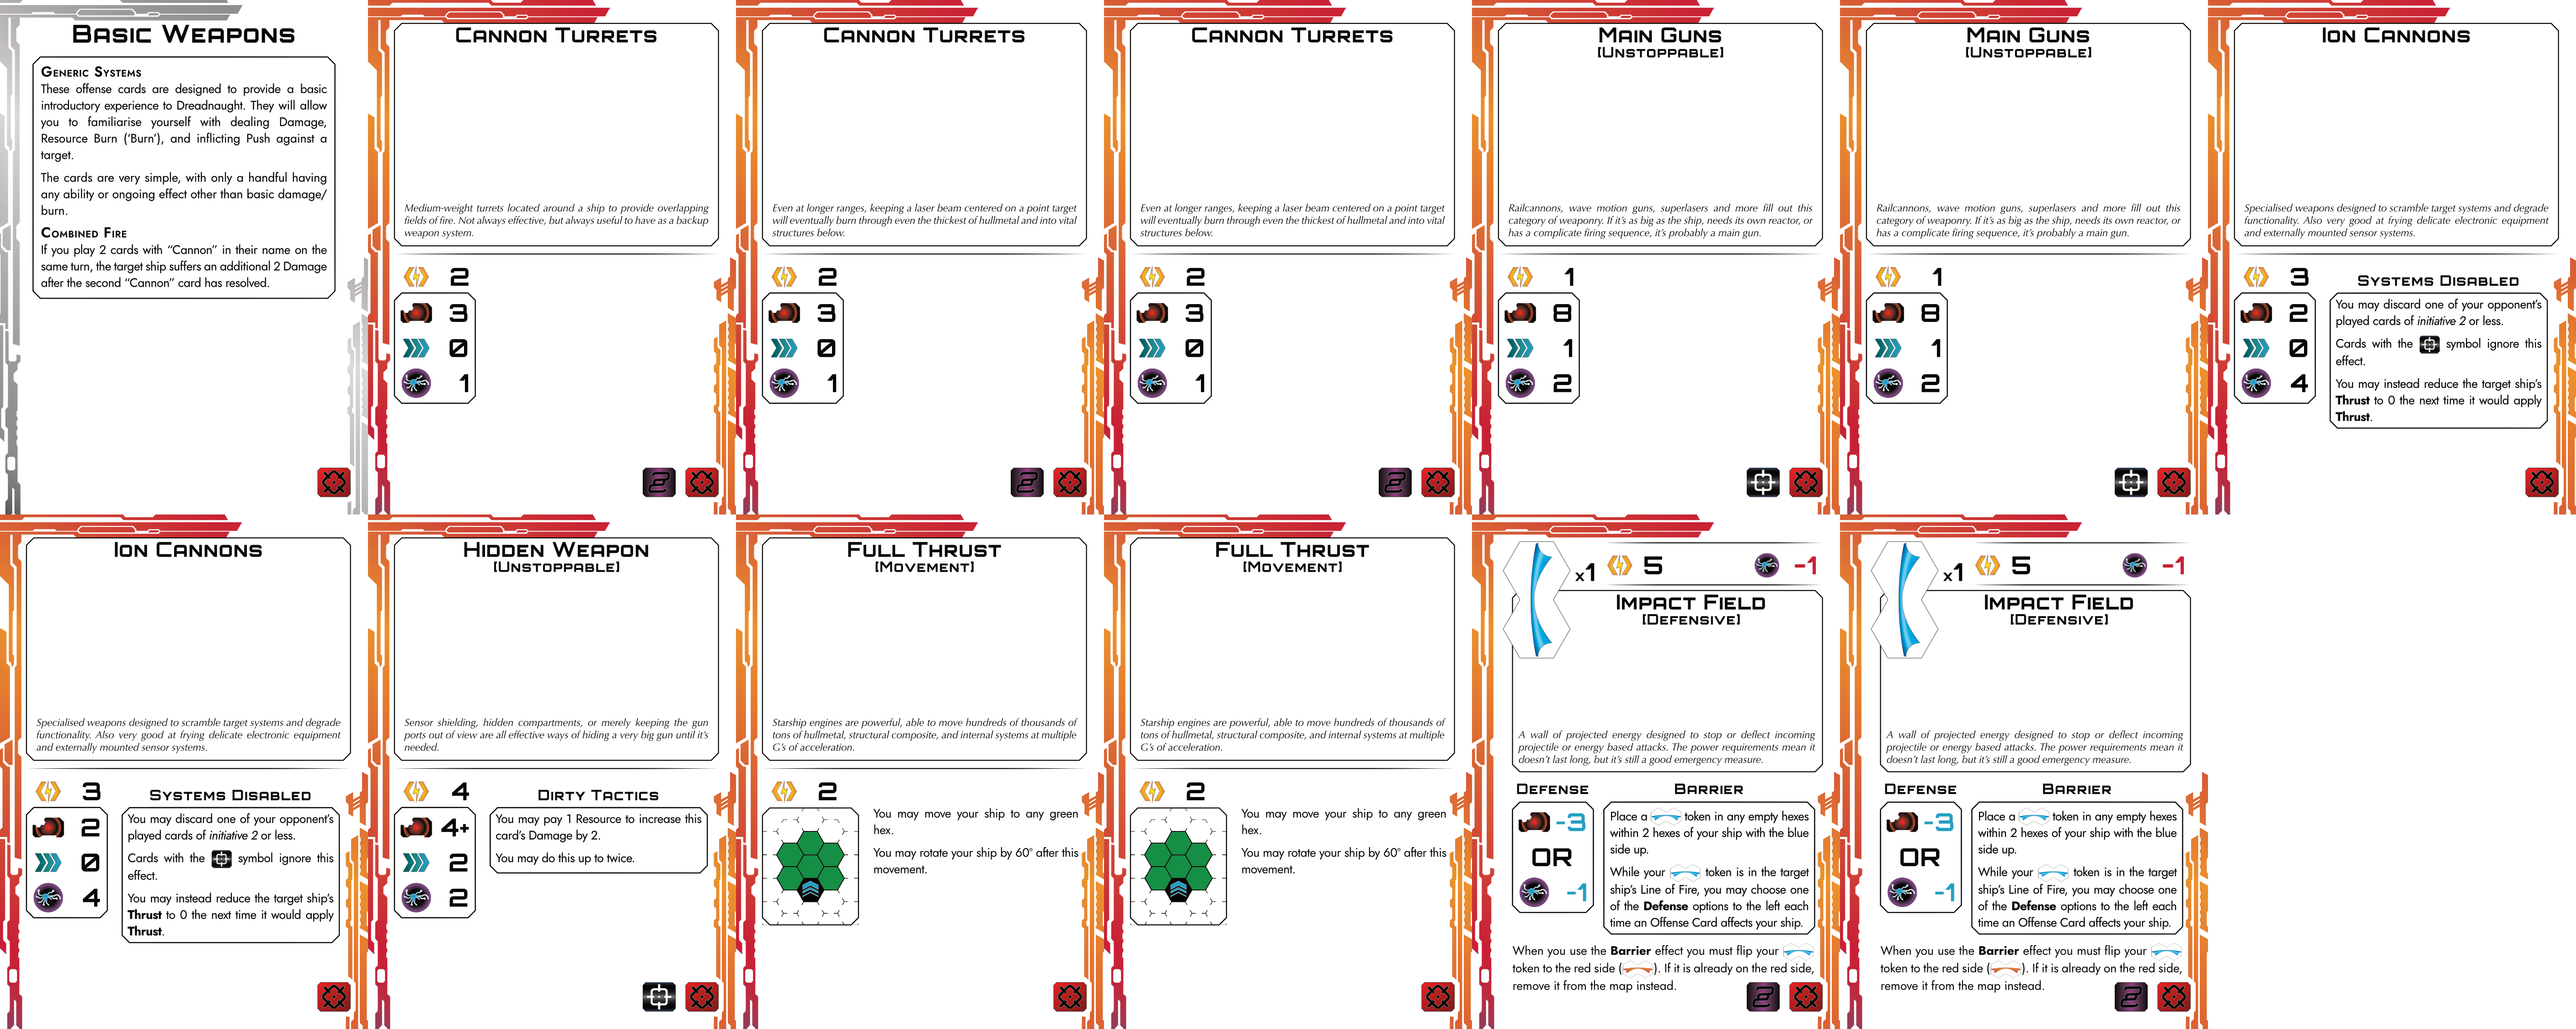 BASIC WEAPONS
GENERIC SYSTEMS
These offense cards are designed to provide a basic
introductory experience to Dreadnaught. They will allow
you to familiarise yourself with dealing Damage,
Resource Burn (‘Burn’), and inflicting Push against a
target.
The cards are very simple, with only a handful having
any ability or ongoing effect other than basic damage/
burn.
COMBINED FIRE
If you play 2 cards with “Cannon” in their name on the
same turn, the target ship suffers an additional 2 Damage
after the second “Cannon” card has resolved.
CANNON TURRETS
Medium-weight turrets located around a ship to provide overlapping
fields of fire. Not always effective, but always useful to have as a backup
weapon system.
2
3
0
1
2
CANNON TURRETS
Even at longer ranges, keeping a laser beam centered on a point target
will eventually burn through even the thickest of hullmetal and into vital
structures below.
2
3
0
1
2
CANNON TURRETS
Even at longer ranges, keeping a laser beam centered on a point target
will eventually burn through even the thickest of hullmetal and into vital
structures below.
2
3
0
1
2
MAIN GUNS
[UNSTOPPABLE]
Railcannons, wave motion guns, superlasers and more fill out this
category of weaponry. If it’s as big as the ship, needs its own reactor, or
has a complicate firing sequence, it’s probably a main gun.
1
8
1
2
MAIN GUNS
[UNSTOPPABLE]
Railcannons, wave motion guns, superlasers and more fill out this
category of weaponry. If it’s as big as the ship, needs its own reactor, or
has a complicate firing sequence, it’s probably a main gun.
1
8
1
2
ION CANNONS
Specialised weapons designed to scramble target systems and degrade
functionality. Also very good at frying delicate electronic equipment
and externally mounted sensor systems.
3
2
0
4
SYSTEMS DISABLED
You may discard one of your opponent’s
played cards of initiative 2 or less.
Cards with the symbol ignore this
effect.
You may instead reduce the target ship’s
Thrust to 0 the next time it would apply
Thrust.
ION CANNONS
Specialised weapons designed to scramble target systems and degrade
functionality. Also very good at frying delicate electronic equipment
and externally mounted sensor systems.
3
2
0
4
SYSTEMS DISABLED
You may discard one of your opponent’s
played cards of initiative 2 or less.
Cards with the symbol ignore this
effect.
You may instead reduce the target ship’s
Thrust to 0 the next time it would apply
Thrust.
HIDDEN WEAPON
[UNSTOPPABLE]
Sensor shielding, hidden compartments, or merely keeping the gun
ports out of view are all effective ways of hiding a very big gun until it’s
needed.
4
4+
2
2
DIRTY TACTICS
You may pay 1 Resource to increase this
card’s Damage by 2.
You may do this up to twice.
FULL THRUST
[MOVEMENT]
Starship engines are powerful, able to move hundreds of thousands of
tons of hullmetal, structural composite, and internal systems at multiple
G’s of acceleration.
2
You may move your ship to any green
hex.
You may rotate your ship by 60° after this
movement.
FULL THRUST
[MOVEMENT]
Starship engines are powerful, able to move hundreds of thousands of
tons of hullmetal, structural composite, and internal systems at multiple
G’s of acceleration.
2
You may move your ship to any green
hex.
You may rotate your ship by 60° after this
movement.
x1 5 -1
IMPACT FIELD
[DEFENSIVE]
A wall of projected energy designed to stop or deflect incoming
projectile or energy based attacks. The power requirements mean it
doesn’t last long, but it’s still a good emergency measure.
DEFENSE
-3
OR
-1
BARRIER
Place a token in any empty hexes
within 2 hexes of your ship with the blue
side up.
While your token is in the target
ship’s Line of Fire, you may choose one
of the Defense options to the left each
time an Offense Card affects your ship.
When you use the Barrier effect you must flip your
token to the red side ( ). If it is already on the red side,
remove it from the map instead.
2
x1 5 -1
IMPACT FIELD
[DEFENSIVE]
A wall of projected energy designed to stop or deflect incoming
projectile or energy based attacks. The power requirements mean it
doesn’t last long, but it’s still a good emergency measure.
DEFENSE
-3
OR
-1
BARRIER
Place a token in any empty hexes
within 2 hexes of your ship with the blue
side up.
While your token is in the target
ship’s Line of Fire, you may choose one
of the Defense options to the left each
time an Offense Card affects your ship.
When you use the Barrier effect you must flip your
token to the red side ( ). If it is already on the red side,
remove it from the map instead.
2